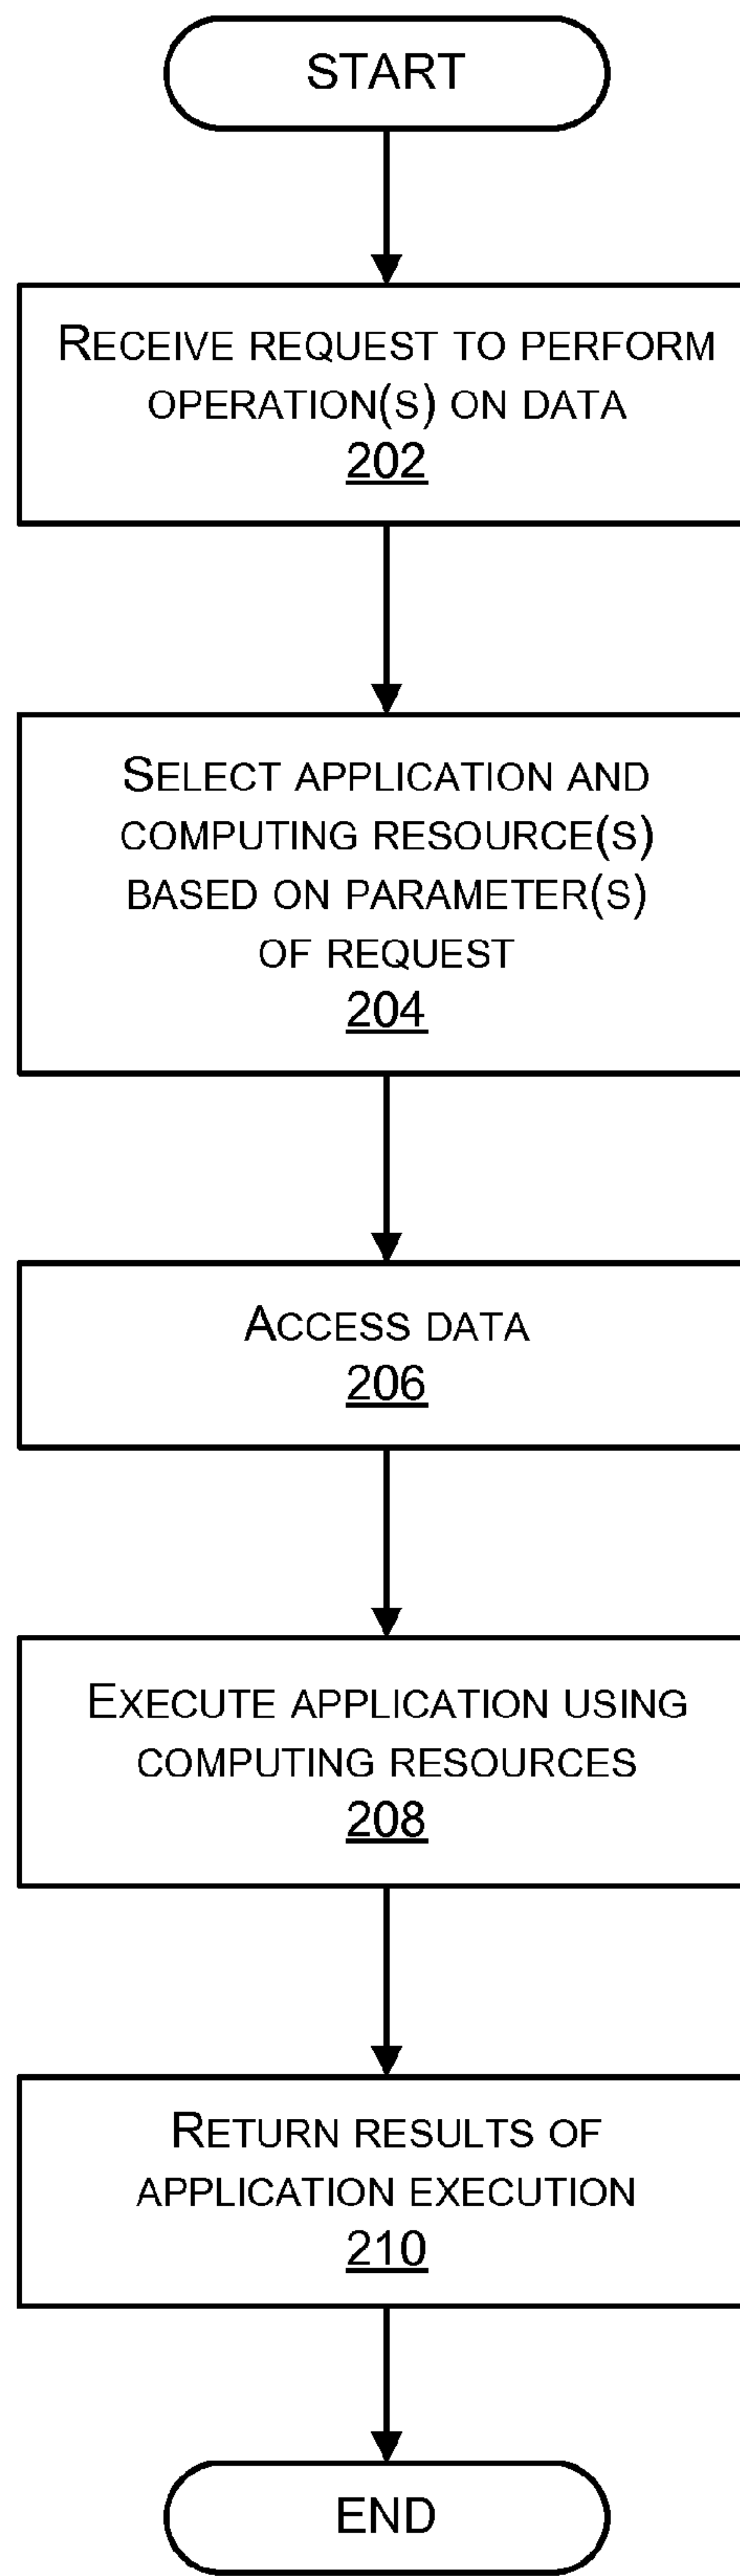 START
RECEIVE REQUEST TO PERFORM
OPERATION(S) ON DATA
202
SELECT APPLICATION AND
COMPUTING RESOURCE(S)
BASED ON PARAMETER(S)
OF REQUEST
204
ACCESS DATA
206
EXECUTE APPLICATION USING
COMPUTING RESOURCES
208
RETURN RESULTS OF
APPLICATION EXECUTION
210
END